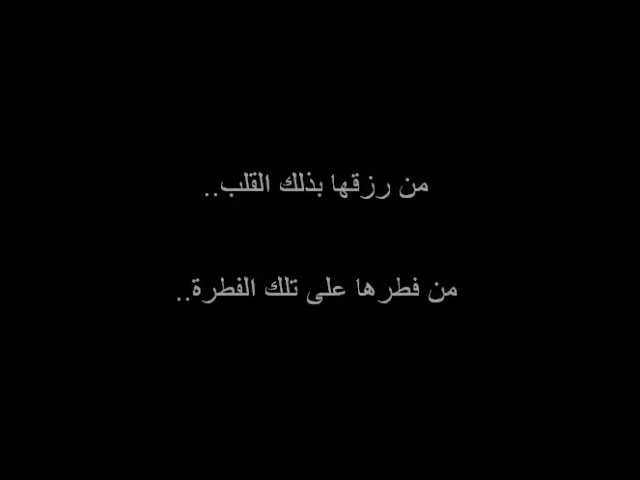 من رزقها بذلك القلب..
من فطرها على تلك الفطرة..